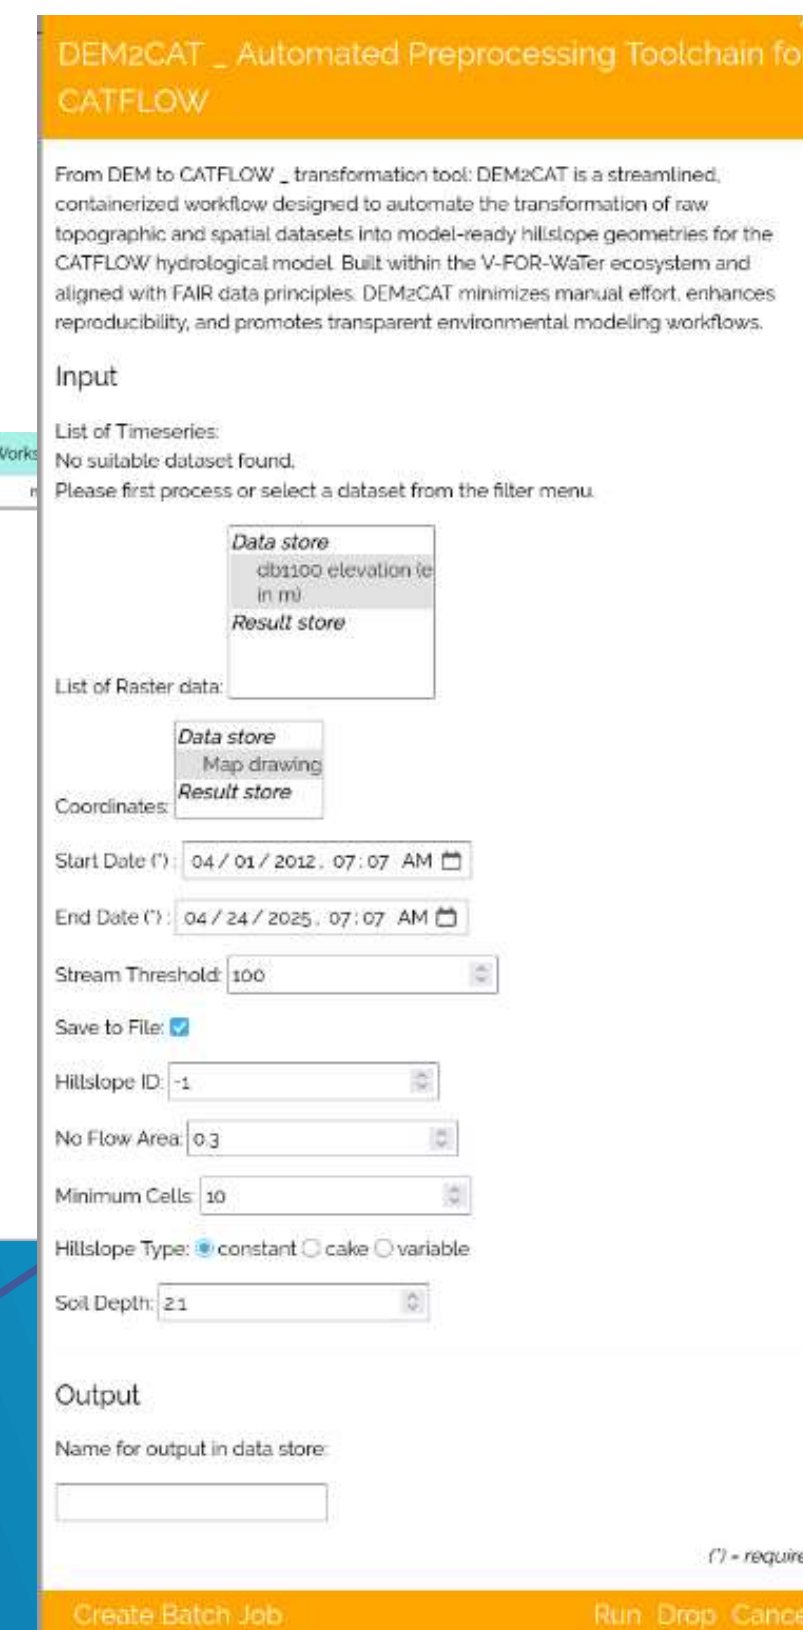 DEM2CAT _ Automated Preprocessing Toolchain fo
CATFLOW
From DEM to CATFLOW _ transformation tool: DEM2CAT is a streamlined,
containerized workflow designed to automate the transformation of raw
topographic and spatial datasets into model-ready hillslope geometries for the
CATFLOW hydrological model. Built within the V-FOR-WaTer ecosystem and
aligned with FAIR data principles, DEM2CAT minimizes manual effort, enhances
reproducibility, and promotes transparent environmental modeling workflows.
Input
List of Timeseries:
No suitable dataset found.
Works
Please first process or select a dataset from the filter menu.
Data store
db1100 elevation (e
in m)
Result store
List of Raster data:
Data store
Map drawing
Result store
Coordinates:
Start Date (*) : 04/01/2012, 07:07 AM
End Date (*) : 04/24/2025, 07:07 AM
Stream Threshold: 100
Save to File:
Hillslope ID: -1
No Flow Area: 0.3
Minimum Cells: 10
Hillslope Type: constant cake variable
Soil Depth: 2.1
Output
Name for output in data store:
(*) = require
Create Batch Job Run Drop Cance